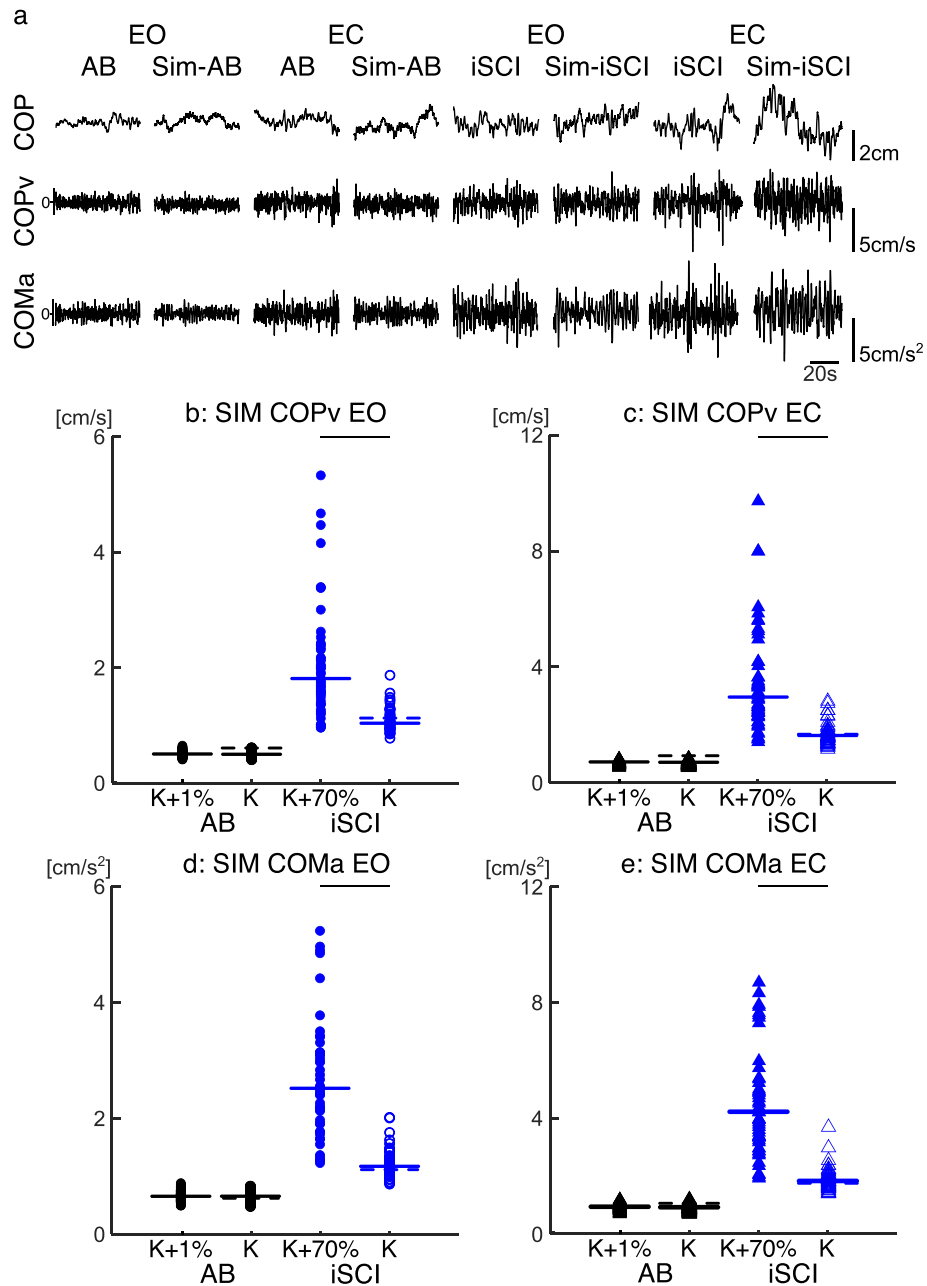 a
EO EC EO EC
AB Sim-AB AB Sim-AB iSCI Sim-iSCI iSCI Sim-iSCI
COP
2cm
COPv
0
5cm/s
COMa
0
5cm/s²
20s
b: SIM COPv EO
[cm/s]
6
4
2
0
K+1% K K+70% K
AB iSCI
c: SIM COPv EC
[cm/s]
12
8
4
0
K+1% K K+70% K
AB iSCI
d: SIM COMa EO
[cm/s²]
6
4
2
0
K+1% K K+70% K
AB iSCI
e: SIM COMa EC
[cm/s²]
12
8
4
0
K+1% K K+70% K
AB iSCI